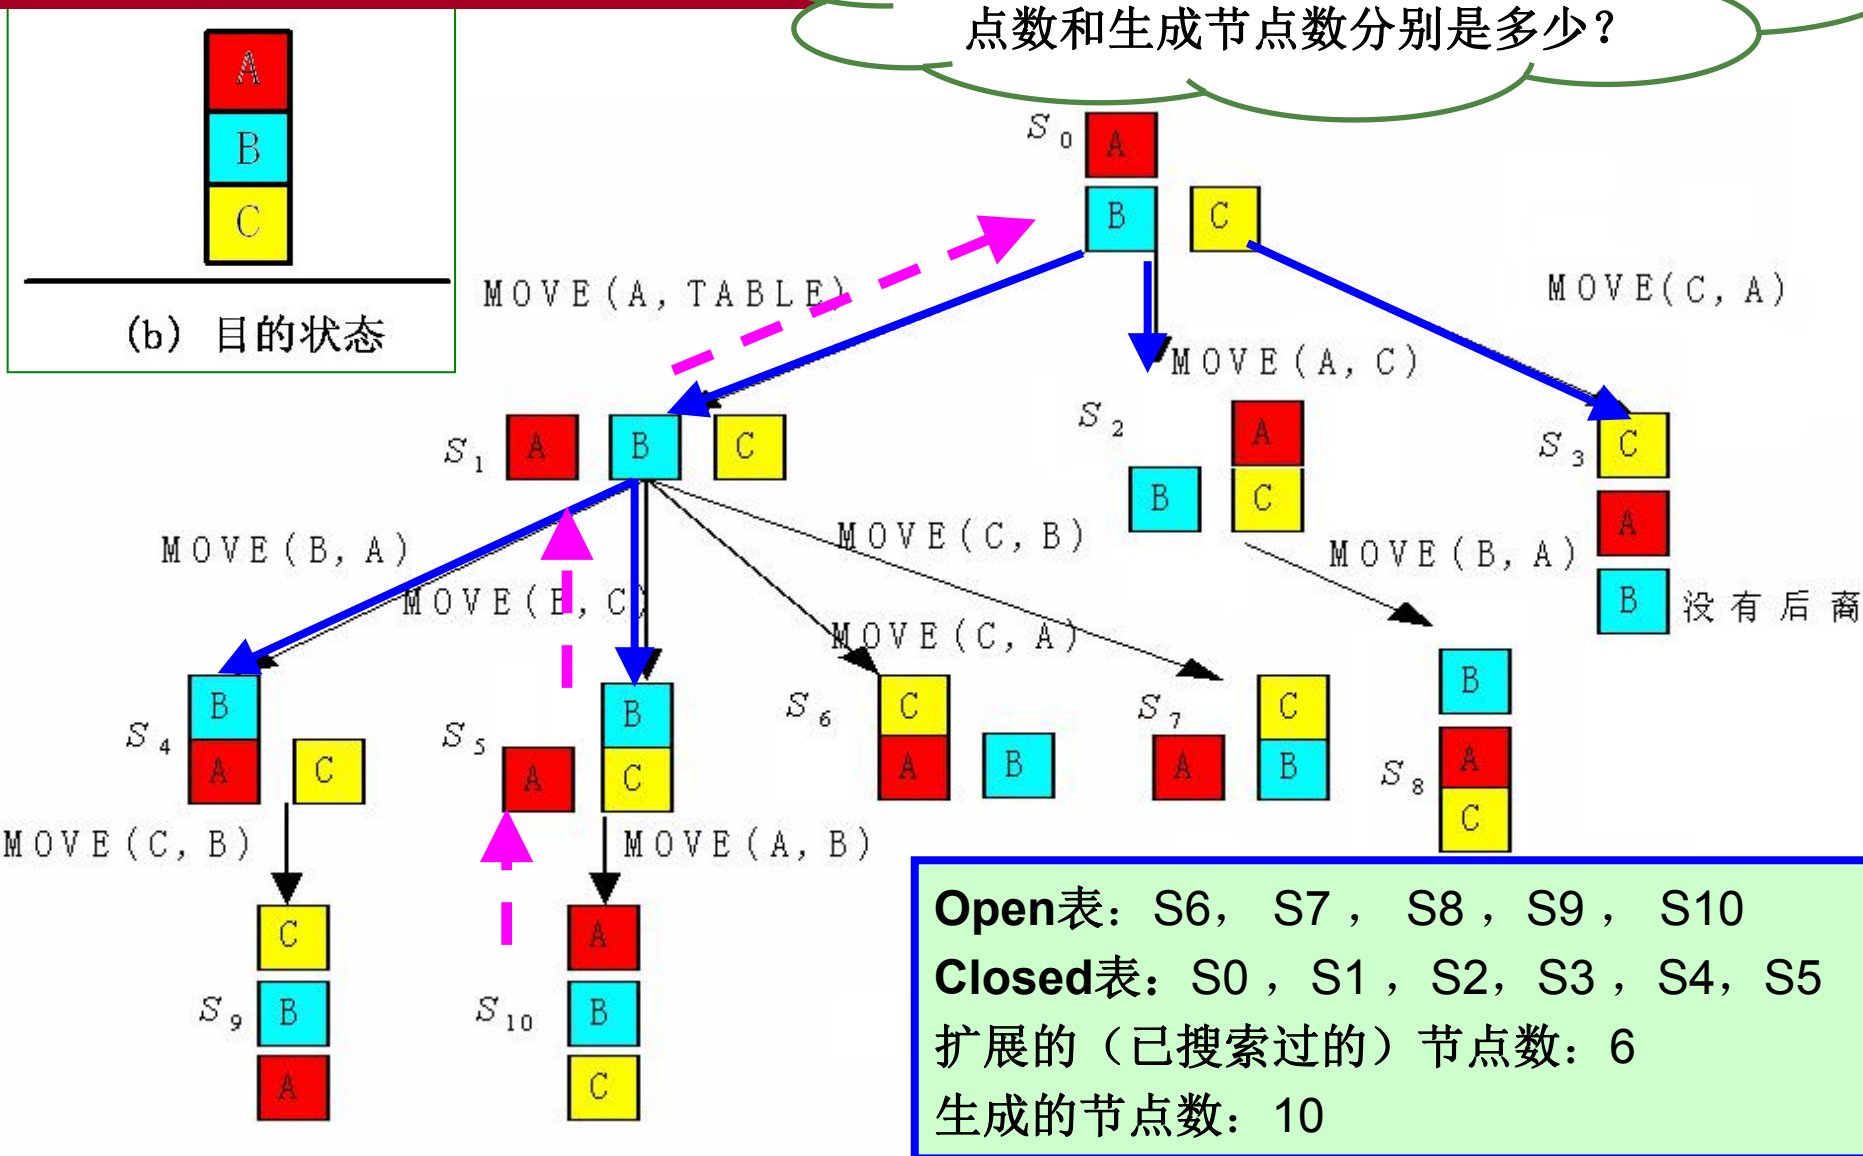 点数和生成节点数分别是多少？
A
B
C
(b) 目的状态
S0 A
B C
MOVE(A, TABLE)
MOVE(C, A)
MOVE(A, C)
S1 A B C
S2 A
B C
S3 C
A
B 没有后裔
MOVE(B, A)
MOVE(B, C)
MOVE(C, B)
MOVE(C, A)
MOVE(B, A)
S4 B
A C
S5 B
A C
S6 C
A B
S7 C
A B
S8 B
A
C
MOVE(C, B)
MOVE(A, B)
S9 C
B
A
S10 A
B
C
Open表：S6， S7 ， S8 ，S9 ， S10
Closed表：S0 ，S1 ，S2，S3 ，S4，S5
扩展的（已搜索过的）节点数：6
生成的节点数：10